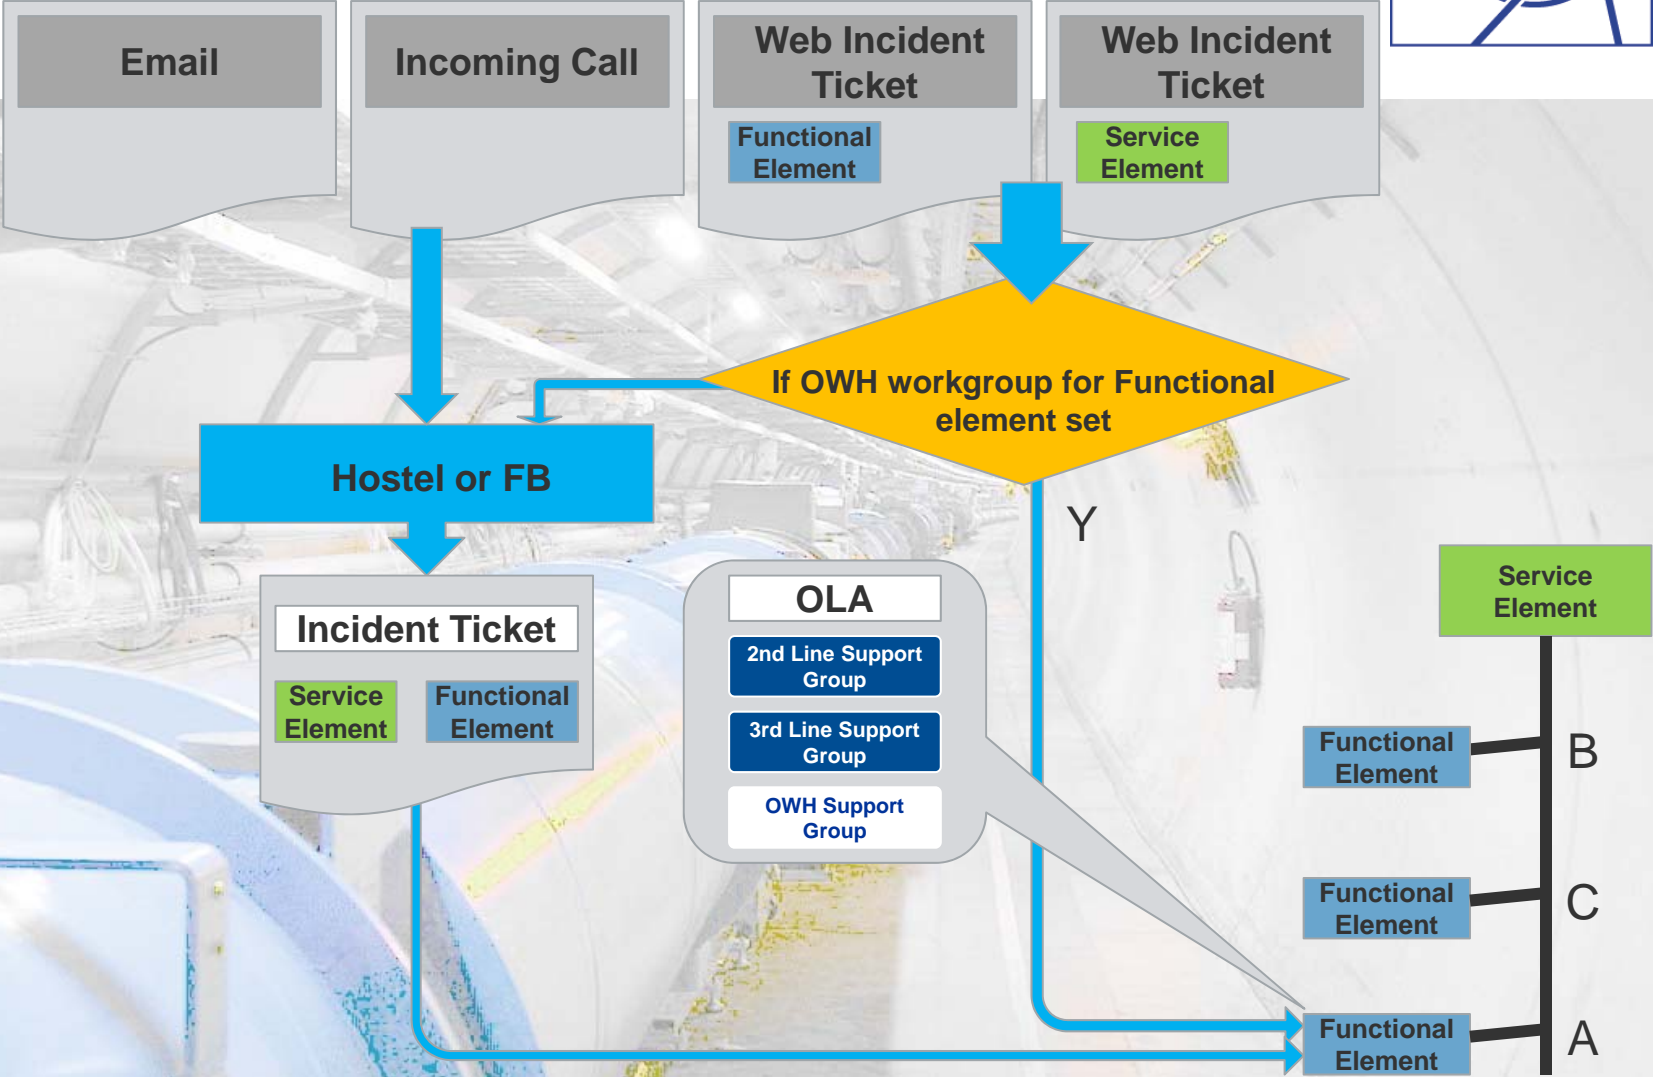 Email
Incoming Call
Web Incident
Ticket
Functional
Element
Web Incident
Ticket
Service
Element
If OWH workgroup for Functional
element set
Hostel or FB
Y
Incident Ticket
Service
Element
Functional
Element
OLA
2nd Line Support
Group
3rd Line Support
Group
OWH Support
Group
Service
Element
Functional
Element
B
Functional
Element
C
Functional
Element
A